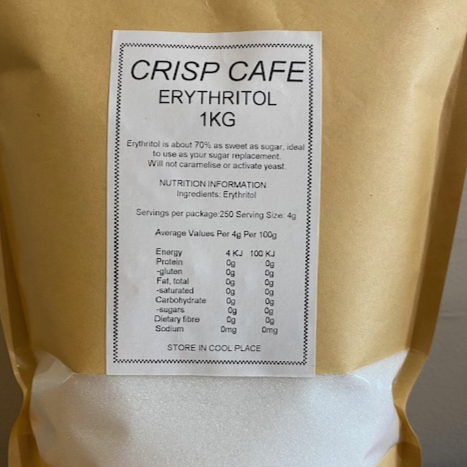 CRISP CAFE
ERYTHRITOL
1KG
Erythritol is about 70% as sweet as sugar, ideal
to use as your sugar replacement.
Will not caramelise or activate yeast.
NUTRITION INFORMATION
Ingredients: Erythritol
Servings per package:250 Serving Size: 4g
Average Values Per 4g Per 100g
Energy 4 KJ 100 KJ
Protein 0g 0g
-gluten 0g 0g
Fat, total 0g 0g
-saturated 0g 0g
Carbohydrate 0g 0g
-sugars 0g 0g
Dietary fibre 0g 0g
Sodium 0mg 0mg
STORE IN COOL PLACE